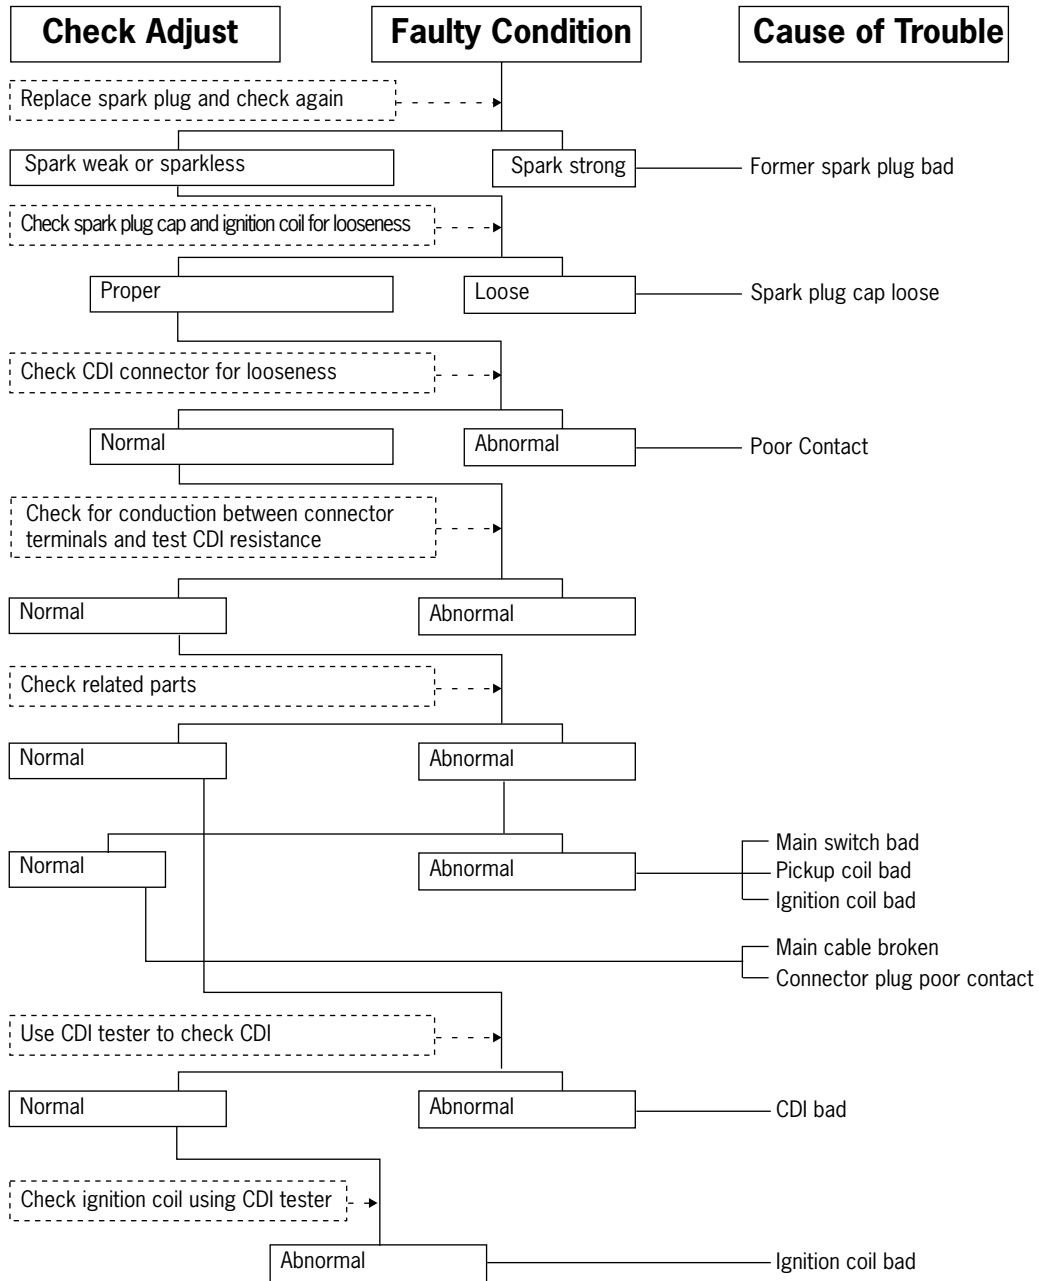 Check Adjust
Faulty Condition
Cause of Trouble
Replace spark plug and check again
Spark weak or sparkless
Spark strong
Former spark plug bad
Check spark plug cap and ignition coil for looseness
Proper
Loose
Spark plug cap loose
Check CDI connector for looseness
Normal
Abnormal
Poor Contact
Check for conduction between connector
terminals and test CDI resistance
Normal
Abnormal
Check related parts
Normal
Abnormal
Normal
Abnormal
Main switch bad
Pickup coil bad
Ignition coil bad
Main cable broken
Connector plug poor contact
Use CDI tester to check CDI
Normal
Abnormal
CDI bad
Check ignition coil using CDI tester
Abnormal
Ignition coil bad